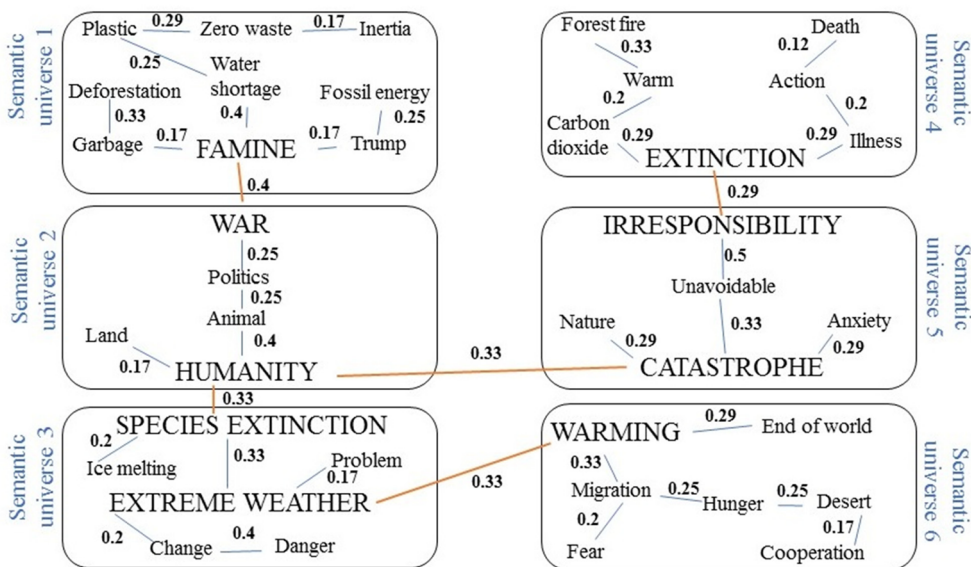 Semantic
universe 1
Plastic 0.29 Zero waste 0.17 Inertia
0.25
Water
shortage
Deforestation
0.33
0.4
Fossil energy
0.25
Garbage 0.17 FAMINE 0.17 Trump
0.4
Semantic
universe 2
WAR
0.25
Politics
0.25
Animal
0.4
Land
0.17
HUMANITY
0.33
0.33
Semantic
universe 3
SPECIES EXTINCTION
0.2
Ice melting
0.33
Problem
0.17
EXTREME WEATHER
0.33
0.2
Change 0.4 Danger
Semantic
universe 4
Forest fire
0.33
Warm
0.2
Carbon
dioxide
0.29
Death
0.12
Action
0.2
Illness
0.29
EXTINCTION
0.29
Semantic
universe 5
IRRESPONSIBILITY
0.5
Unavoidable
0.33
Nature
0.29
Anxiety
0.29
CATASTROPHE
Semantic
universe 6
WARMING 0.29 End of world
0.33
Migration 0.25 Hunger 0.25 Desert
0.2
Fear
0.17
Cooperation